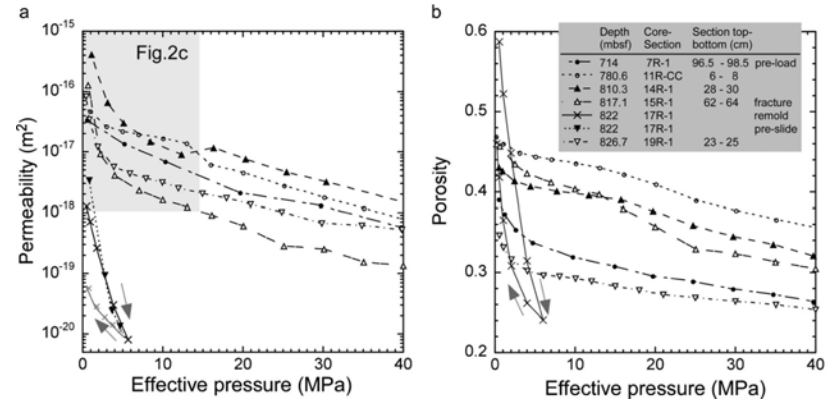 a
Permeability (m²)
10⁻¹⁵
10⁻¹⁶
10⁻¹⁷
10⁻¹⁸
10⁻¹⁹
10⁻²⁰
Fig.2c
0 10 20 30 40
Effective pressure (MPa)
b
Porosity
0.6
0.5
0.4
0.3
0.2
Depth Core- Section top-
(mbsf) Section bottom (cm)
714 7R-1 96.5 - 98.5 pre-load
780.6 11R-CC 6 - 8
810.3 14R-1 28 - 30
817.1 15R-1 62 - 64 fracture
822 17R-1 remold
822 17R-1 pre-slide
826.7 19R-1 23 - 25
0 10 20 30 40
Effective pressure (MPa)